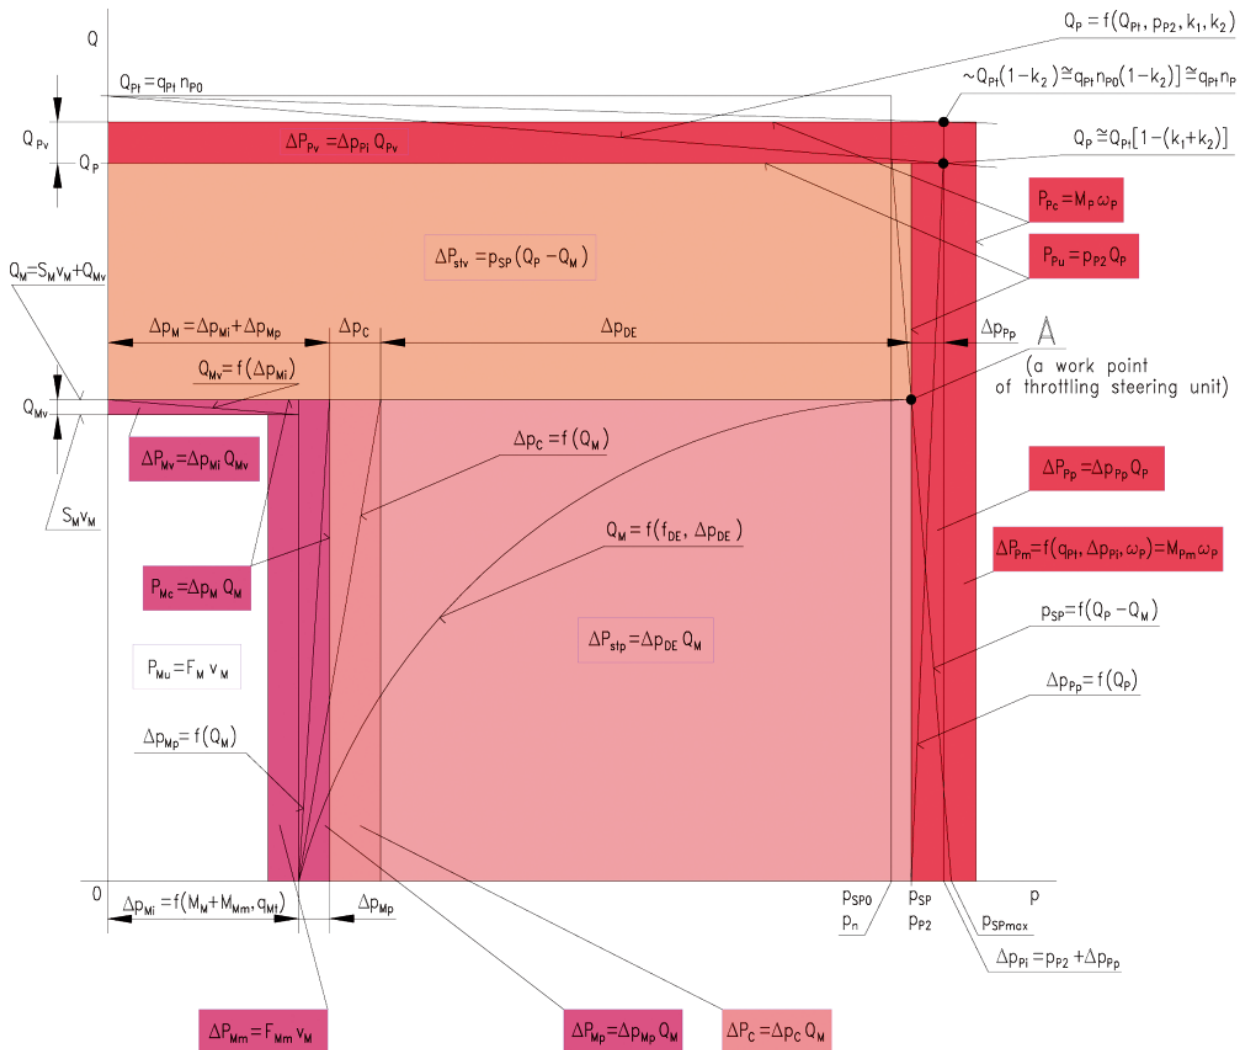 Q
Q_P = f(Q_Pt, p_P2, k_1, k_2)
Q_Pt = q_Pt n_P0
~Q_Pt(1-k_2) ≅ q_Pt n_P0(1-k_2)] ≅ q_Pt n_P
Q_Pv
ΔP_Pv = Δp_Pi Q_Pv
Q_P ≅ Q_Pt[1-(k_1+k_2)]
Q_P
P_Pc = M_P ω_P
ΔP_stv = p_SP(Q_P - Q_M)
P_Pu = p_P2 Q_P
Q_M = S_M v_M + Q_Mv
Δp_M = Δp_Mi + Δp_Mp
Δp_C
Δp_DE
Δp_Pp
A
(a work point
of throttling steering unit)
Q_Mv = f(Δp_Mi)
Q_Mv
Δp_C = f(Q_M)
ΔP_Mv = Δp_Mi Q_Mv
ΔP_Pp = Δp_Pp Q_P
S_M v_M
Q_M = f(f_DE, Δp_DE)
ΔP_Pm = f(q_Pt, Δp_Pi, ω_P) = M_Pm ω_P
P_Mc = Δp_M Q_M
p_SP = f(Q_P - Q_M)
ΔP_stp = Δp_DE Q_M
P_Mu = F_M v_M
Δp_Pp = f(Q_P)
Δp_Mp = f(Q_M)
0
Δp_Mi = f(M_M + M_Mm, q_Mt)
Δp_Mp
p_SP0
p_SP
p
p_n
p_P2
p_SPmax
Δp_Pi = p_P2 + Δp_Pp
ΔP_Mm = F_Mm v_M
ΔP_Mp = Δp_Mp Q_M
ΔP_C = Δp_C Q_M